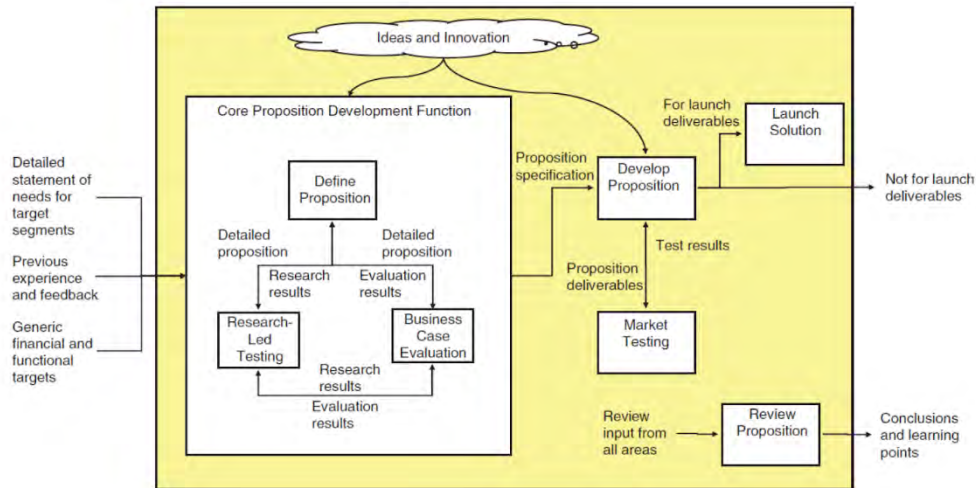 Ideas and Innovation
Core Proposition Development Function
For launch
deliverables
Launch
Solution
Detailed
statement of
needs for
target
segments
Previous
experience
and feedback
Generic
financial and
functional
targets
Define
Proposition
Detailed
proposition
Detailed
proposition
Research
results
Evaluation
results
Research-
Led
Testing
Business
Case
Evaluation
Research
results
Evaluation
results
Proposition
specification
Develop
Proposition
Not for launch
deliverables
Test results
Proposition
deliverables
Market
Testing
Review
input from
all areas
Review
Proposition
Conclusions
and learning
points